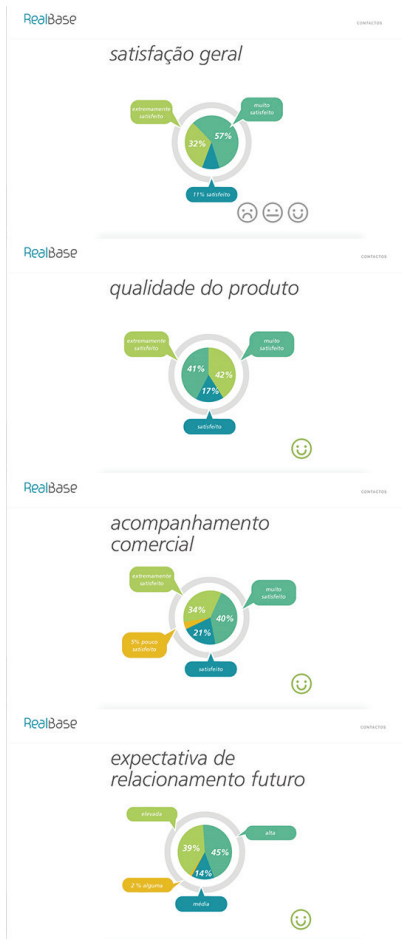 RealBase
CONTACTOS
satisfação geral
extremamente
satisfeito
muito
satisfeito
57%
32%
11% satisfeito
RealBase
CONTACTOS
qualidade do produto
extremamente
satisfeito
muito
satisfeito
41%
42%
17%
satisfeito
RealBase
CONTACTOS
acompanhamento
comercial
extremamente
satisfeito
muito
satisfeito
34%
40%
21%
5% pouco
satisfeito
satisfeito
RealBase
CONTACTOS
expectativa de
relacionamento futuro
elevada
alta
39%
45%
14%
2 % alguma
média